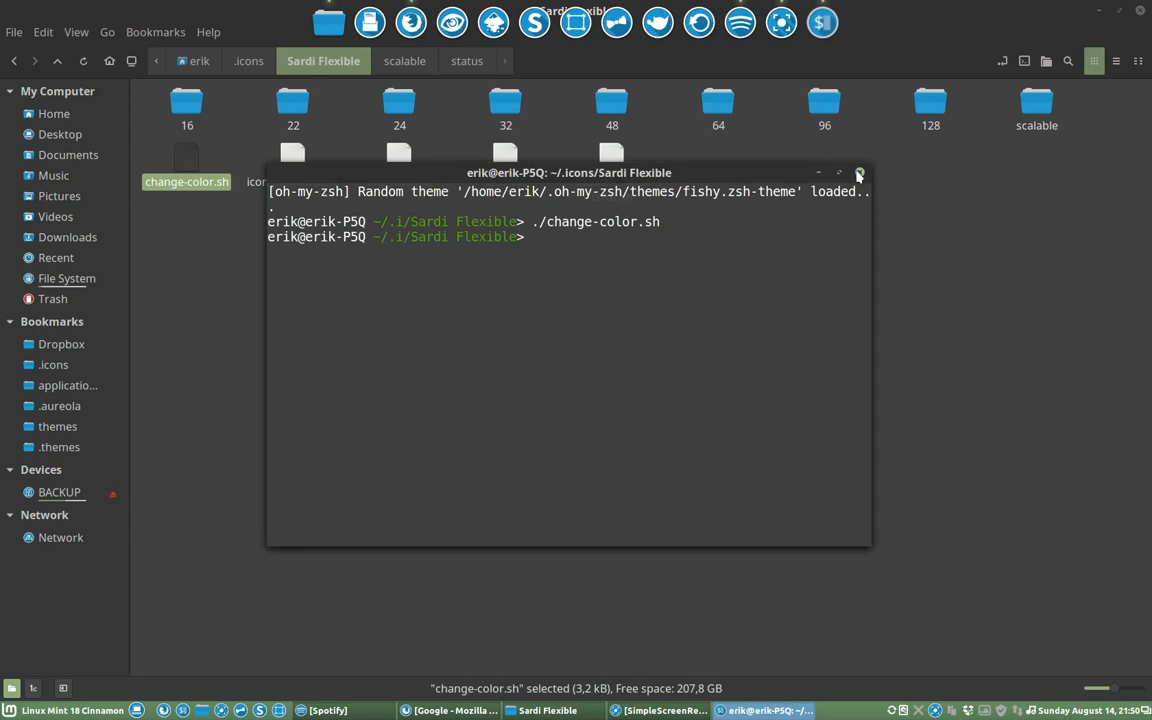 File Edit View Go Bookmarks Help
erik .icons Sardi Flexible scalable status
My Computer
Home
Desktop
Documents
Music
Pictures
Videos
Downloads
Recent
File System
Trash
Bookmarks
Dropbox
.icons
applicatio...
.aureola
themes
.themes
Devices
BACKUP
Network
Network
16 22 24 32 48 64 96 128 scalable
change-color.sh
erik@erik-P5Q: ~/.icons/Sardi Flexible
[oh-my-zsh] Random theme '/home/erik/.oh-my-zsh/themes/fishy.zsh-theme' loaded..
.
erik@erik-P5Q ~/.i/Sardi Flexible> ./change-color.sh
erik@erik-P5Q ~/.i/Sardi Flexible>
"change-color.sh" selected (3,2 kB), Free space: 207,8 GB
Linux Mint 18 Cinnamon [Spotify] [Google - Mozilla ... Sardi Flexible [SimpleScreenRe... erik@erik-P5Q: ~/... Sunday August 14, 21:50